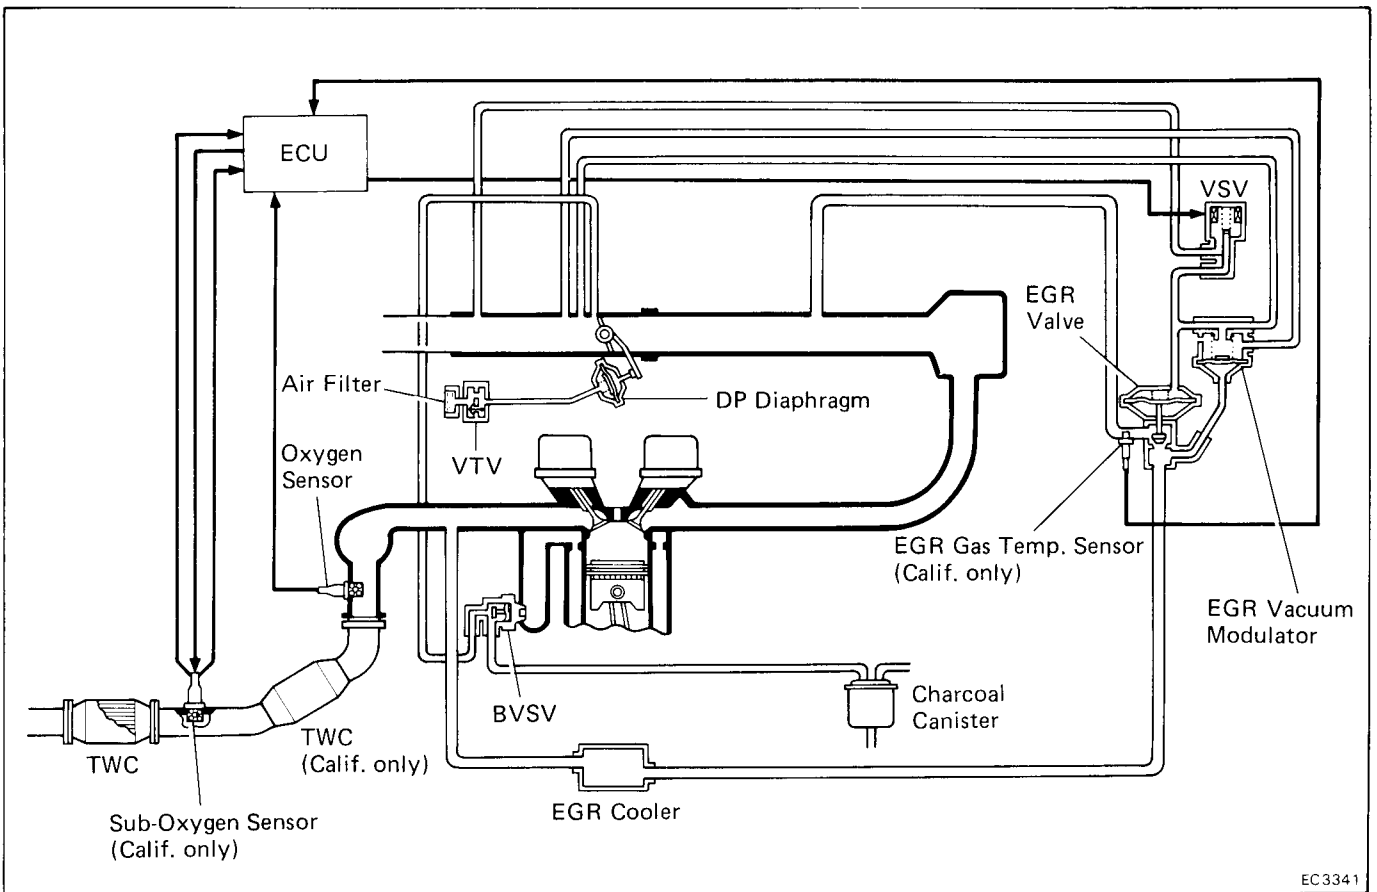 ECU
VSV
EGR
Valve
Air Filter
DP Diaphragm
VTV
Oxygen
Sensor
EGR Gas Temp. Sensor
(Calif. only)
EGR Vacuum
Modulator
BVSV
Charcoal
Canister
TWC
TWC
(Calif. only)
EGR Cooler
Sub-Oxygen Sensor
(Calif. only)
EC3341